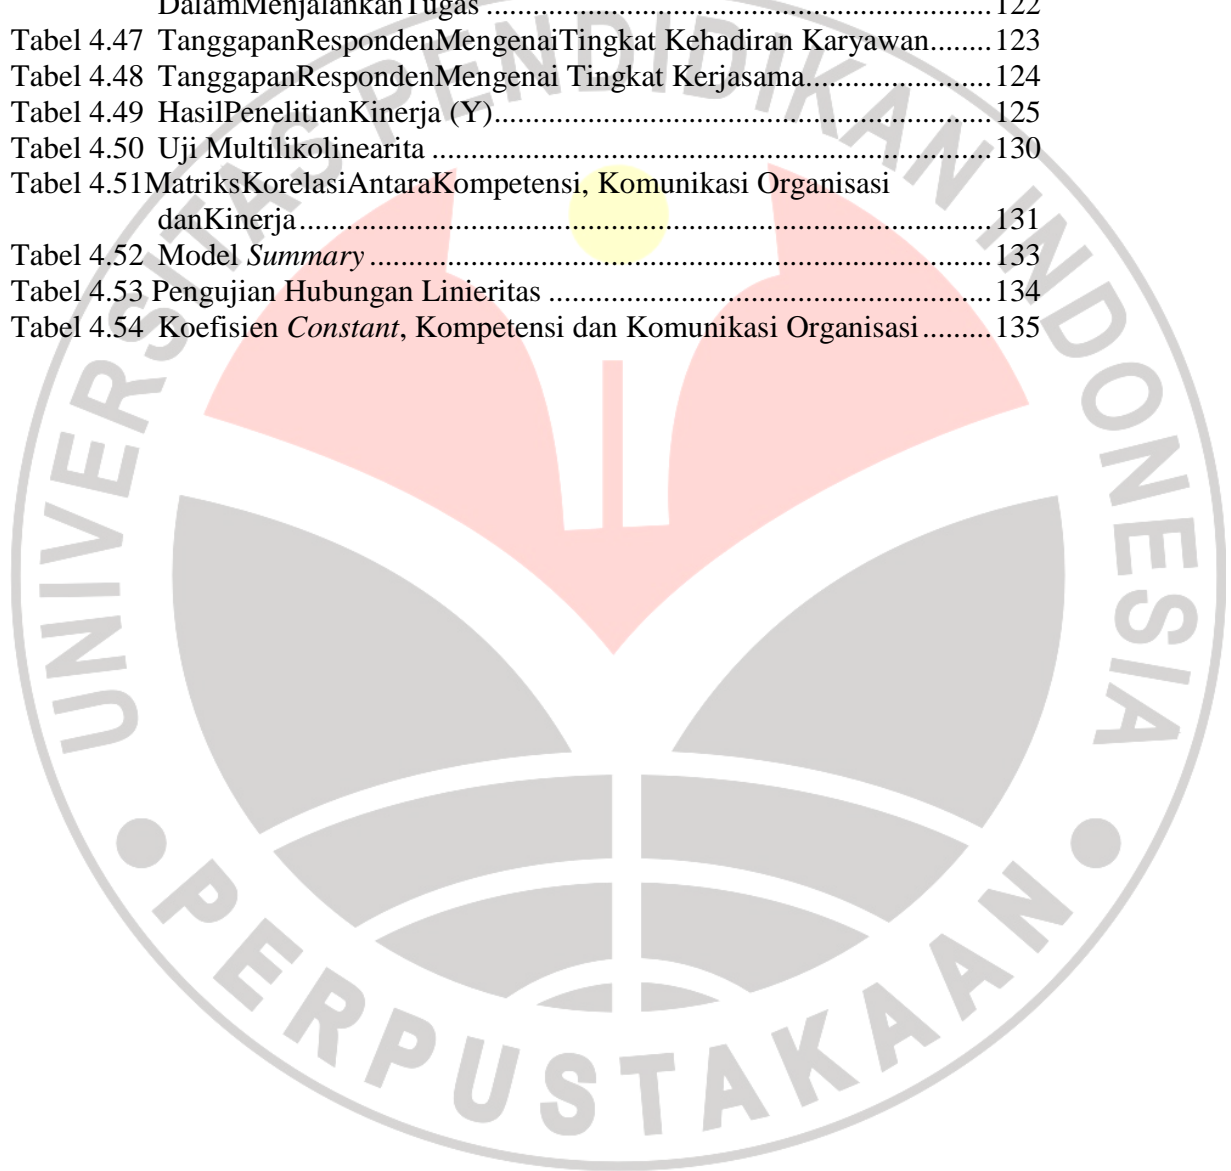 DalamMenjalankanTugas ................................................................122
Tabel 4.47 TanggapanRespondenMengenaiTingkat Kehadiran Karyawan........123
Tabel 4.48 TanggapanRespondenMengenai Tingkat Kerjasama........................124
Tabel 4.49 HasilPenelitianKinerja (Y)...............................................................125
Tabel 4.50 Uji Multilikolinearita .......................................................................130
Tabel 4.51MatriksKorelasiAntaraKompetensi, Komunikasi Organisasi
danKinerja.......................................................................................131
Tabel 4.52 Model Summary ...............................................................................133
Tabel 4.53 Pengujian Hubungan Linieritas ........................................................134
Tabel 4.54 Koefisien Constant, Kompetensi dan Komunikasi Organisasi.........135
UNIVERSITAS PENDIDIKAN INDONESIA
PERPUSTAKAAN